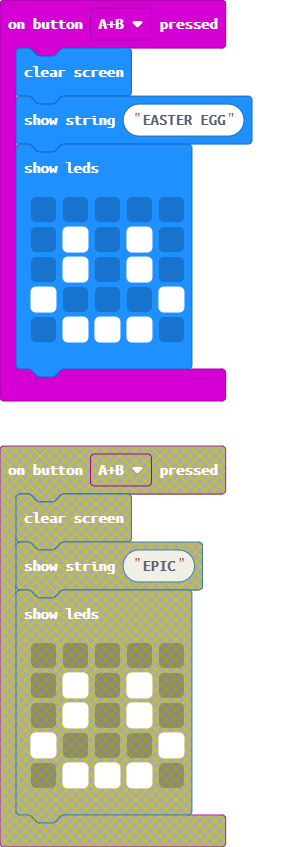 on button A+B pressed
clear screen
show string "EASTER EGG"
show leds
on button A+B pressed
clear screen
show string "EPIC"
show leds